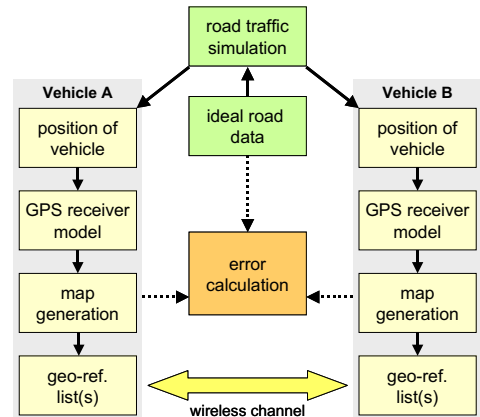 road traffic
simulation
Vehicle A
Vehicle B
position of
vehicle
ideal road
data
position of
vehicle
GPS receiver
model
GPS receiver
model
error
calculation
map
generation
map
generation
geo-ref.
list(s)
geo-ref.
list(s)
wireless channel